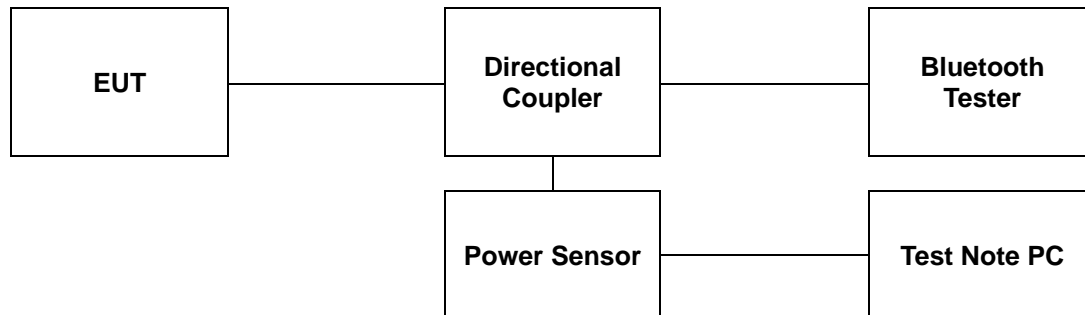 EUT
Directional
Coupler
Bluetooth
Tester
Power Sensor
Test Note PC